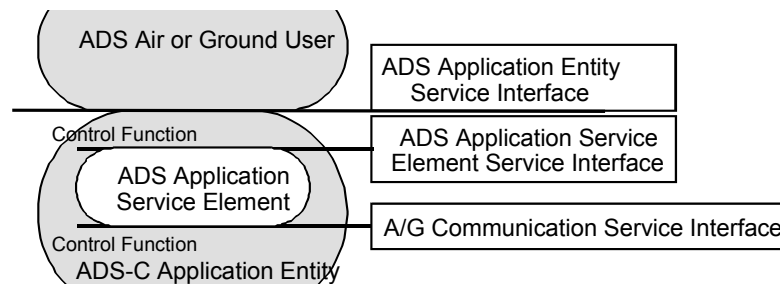 ADS Air or Ground User
ADS Application Entity
Service Interface
Control Function
ADS Application Service
Element Service Interface
ADS Application
Service Element
A/G Communication Service Interface
Control Function
ADS-C Application Entity